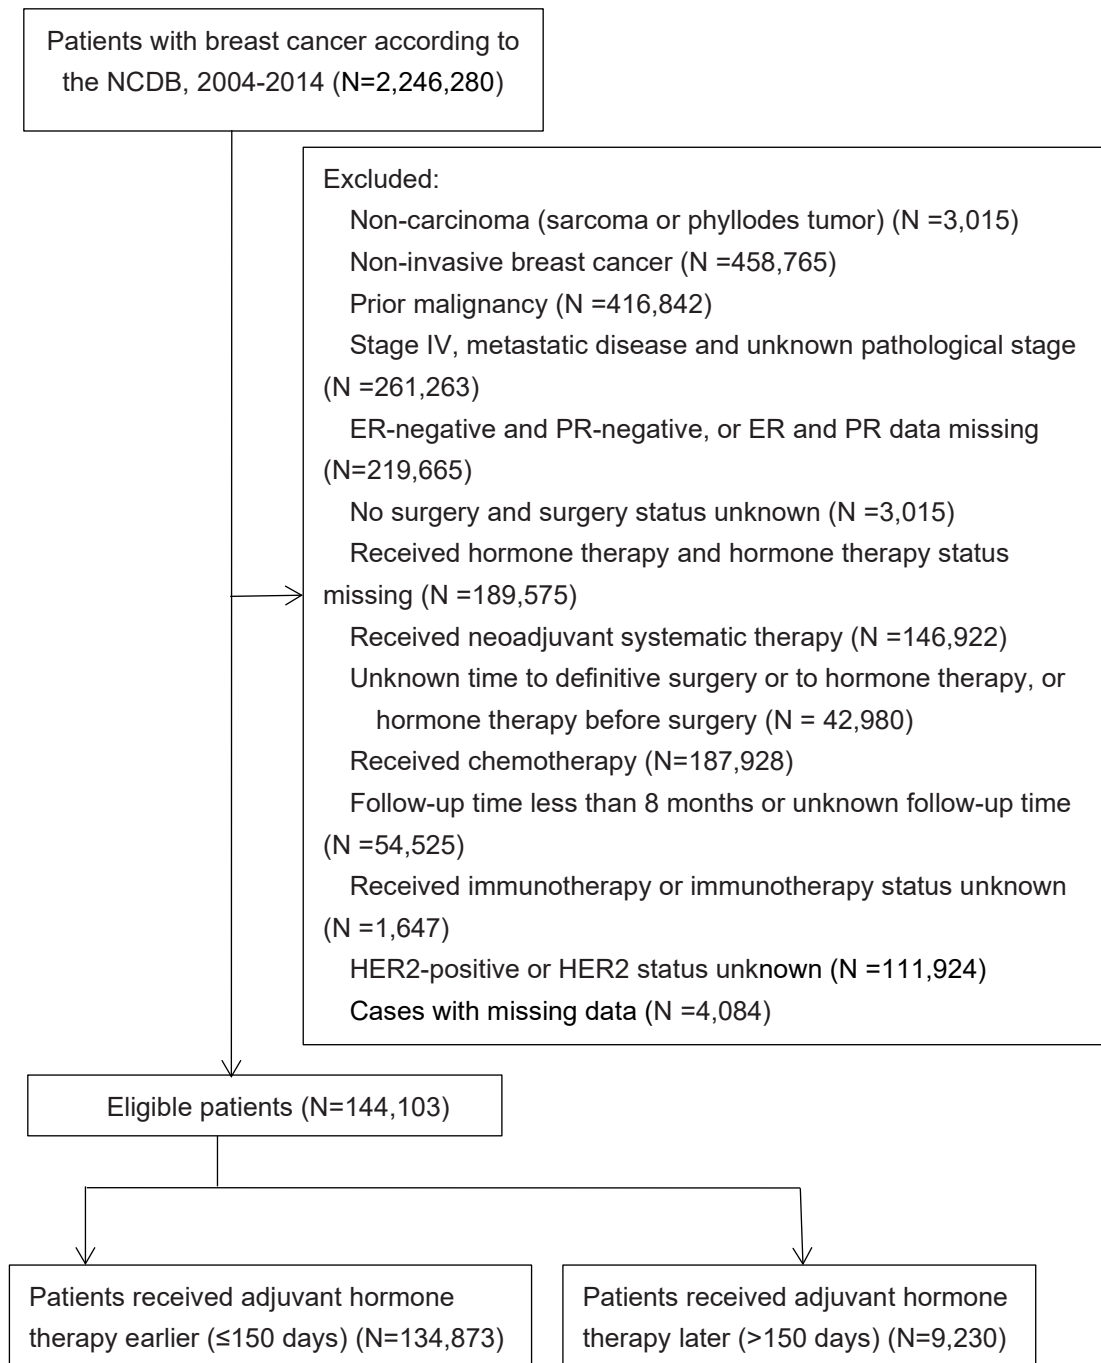 Patients with breast cancer according to
the NCDB, 2004-2014 (N=2,246,280)
Excluded:
Non-carcinoma (sarcoma or phyllodes tumor) (N =3,015)
Non-invasive breast cancer (N =458,765)
Prior malignancy (N =416,842)
Stage IV, metastatic disease and unknown pathological stage
(N =261,263)
ER-negative and PR-negative, or ER and PR data missing
(N=219,665)
No surgery and surgery status unknown (N =3,015)
Received hormone therapy and hormone therapy status
missing (N =189,575)
Received neoadjuvant systematic therapy (N =146,922)
Unknown time to definitive surgery or to hormone therapy, or
hormone therapy before surgery (N = 42,980)
Received chemotherapy (N=187,928)
Follow-up time less than 8 months or unknown follow-up time
(N =54,525)
Received immunotherapy or immunotherapy status unknown
(N =1,647)
HER2-positive or HER2 status unknown (N =111,924)
Cases with missing data (N =4,084)
Eligible patients (N=144,103)
Patients received adjuvant hormone
therapy earlier (≤150 days) (N=134,873)
Patients received adjuvant hormone
therapy later (>150 days) (N=9,230)